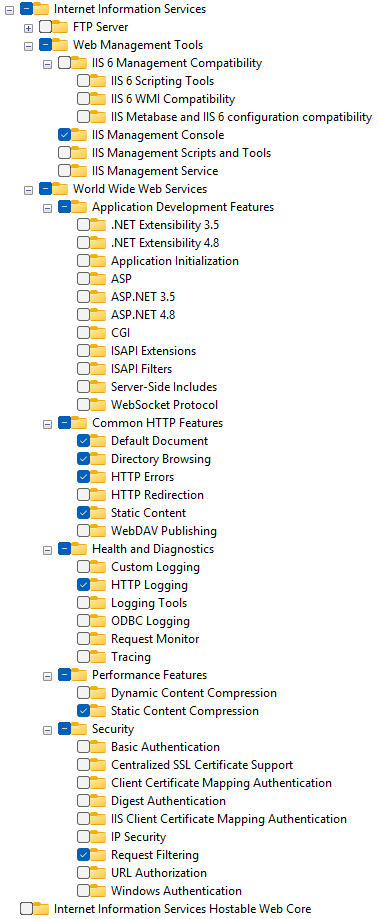 Internet Information Services
FTP Server
Web Management Tools
IIS 6 Management Compatibility
IIS 6 Scripting Tools
IIS 6 WMI Compatibility
IIS Metabase and IIS 6 configuration compatibility
IIS Management Console
IIS Management Scripts and Tools
IIS Management Service
World Wide Web Services
Application Development Features
.NET Extensibility 3.5
.NET Extensibility 4.8
Application Initialization
ASP
ASP.NET 3.5
ASP.NET 4.8
CGI
ISAPI Extensions
ISAPI Filters
Server-Side Includes
WebSocket Protocol
Common HTTP Features
Default Document
Directory Browsing
HTTP Errors
HTTP Redirection
Static Content
WebDAV Publishing
Health and Diagnostics
Custom Logging
HTTP Logging
Logging Tools
ODBC Logging
Request Monitor
Tracing
Performance Features
Dynamic Content Compression
Static Content Compression
Security
Basic Authentication
Centralized SSL Certificate Support
Client Certificate Mapping Authentication
Digest Authentication
IIS Client Certificate Mapping Authentication
IP Security
Request Filtering
URL Authorization
Windows Authentication
Internet Information Services Hostable Web Core